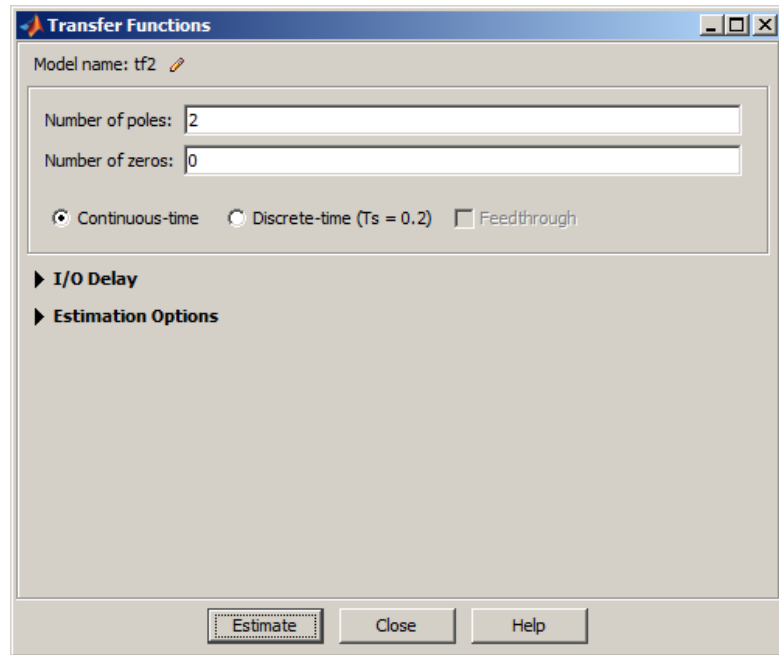 Transfer Functions
Model name: tf2
Number of poles: 2
Number of zeros: 0
Continuous-time Discrete-time (Ts = 0.2) Feedthrough
I/O Delay
Estimation Options
Estimate Close Help